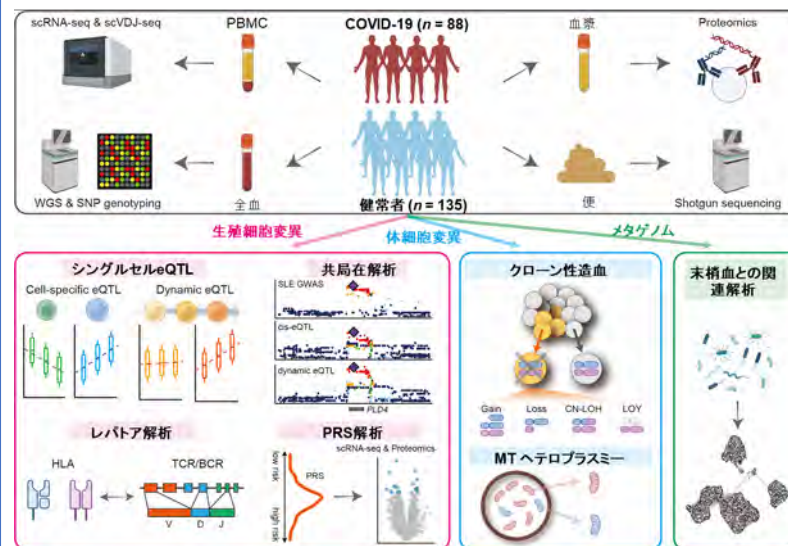 scRNA-seq & scVDJ-seq
PBMC
COVID-19 (n = 88)
血漿
Proteomics
WGS & SNP genotyping
全血
健常者 (n = 135)
便
Shotgun sequencing
生殖細胞変異
体細胞変異
メタゲノム
シングルセルeQTL
Cell-specific eQTL
Dynamic eQTL
共局在解析
SLE GWAS
cis-eQTL
dynamic eQTL
PLD4
レパトア解析
HLA
TCR/BCR
V
D
J
PRS解析
scRNA-seq & Proteomics
low risk
PRS
high risk
クローン性造血
Gain
Loss
CN-LOH
LOY
MT ヘテロプラスミー
末梢血との関
連解析